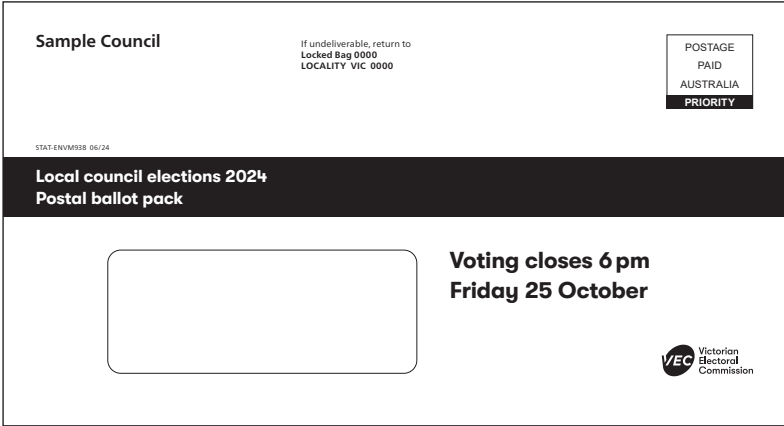 Sample Council
If undeliverable, return to
Locked Bag 0000
LOCALITY VIC 0000
POSTAGE
PAID
AUSTRALIA
PRIORITY
STAT-ENVM938 06/24
Local council elections 2024
Postal ballot pack
Voting closes 6 pm
Friday 25 October
VEC
Victorian
Electoral
Commission